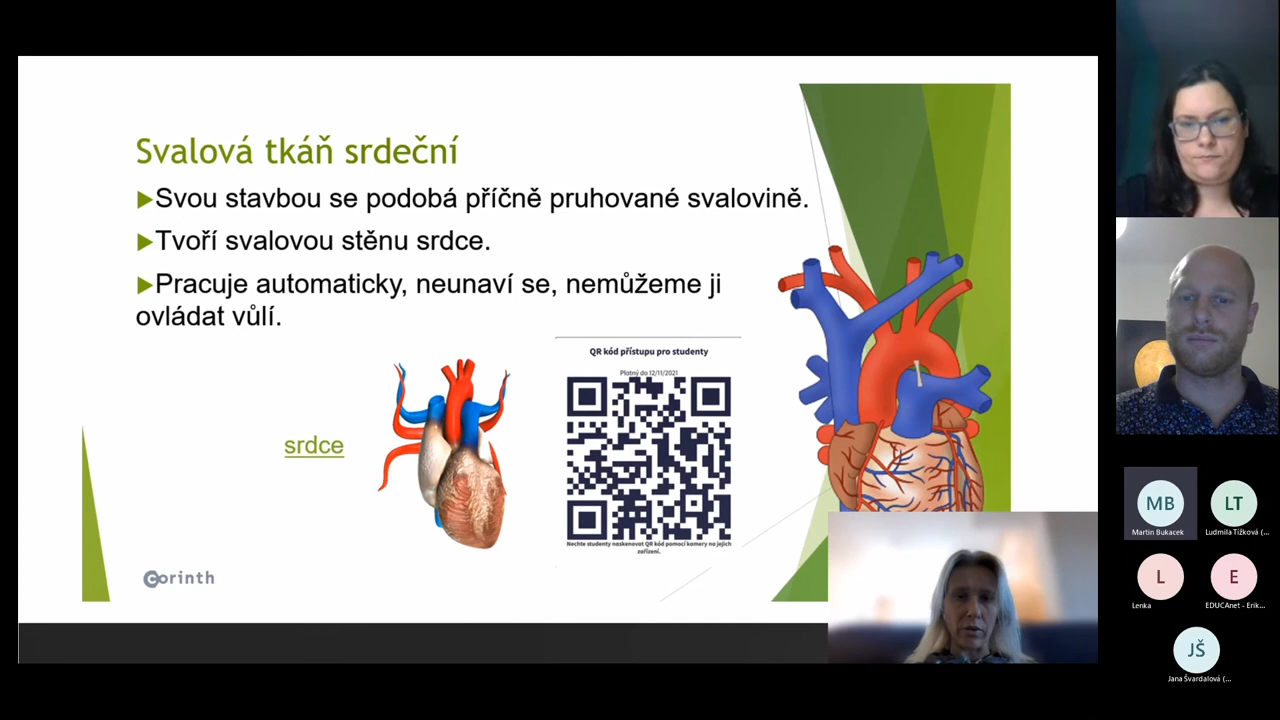 Svalová tkáň srdeční
Svou stavbou se podobá příčně pruhované svalovině.
Tvoří svalovou stěnu srdce.
Pracuje automaticky, neunaví se, nemůžeme ji
ovládat vůlí.
QR kód přístupu pro studenty
Platný do 12/11/2021
srdce
Nechte studenty naskenovat QR kód pomocí kamery na jejich
zařízení.
corinth
MB
Martin Bukacek
LT
Ludmila Tížková (...
L
Lenka
E
EDUCAnet - Erik...
JŠ
Jana Švardalová (...